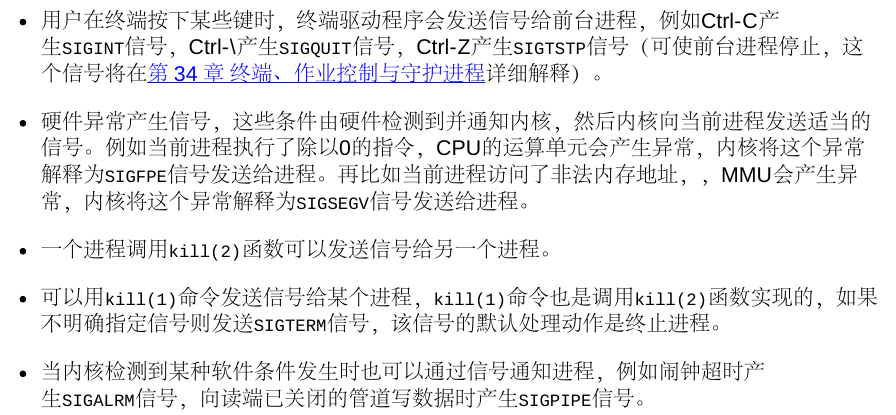 • 用户在终端按下某些键时，终端驱动程序会发送信号给前台进程，例如Ctrl-C产
生SIGINT信号，Ctrl-\产生SIGQUIT信号，Ctrl-Z产生SIGTSTP信号（可使前台进程停止，这
个信号将在第 34 章 终端、作业控制与守护进程详细解释）。
• 硬件异常产生信号，这些条件由硬件检测到并通知内核，然后内核向当前进程发送适当的
信号。例如当前进程执行了除以0的指令，CPU的运算单元会产生异常，内核将这个异常
解释为SIGFPE信号发送给进程。再比如当前进程访问了非法内存地址，，MMU会产生异
常，内核将这个异常解释为SIGSEGV信号发送给进程。
• 一个进程调用kill(2)函数可以发送信号给另一个进程。
• 可以用kill(1)命令发送信号给某个进程，kill(1)命令也是调用kill(2)函数实现的，如果
不明确指定信号则发送SIGTERM信号，该信号的默认处理动作是终止进程。
• 当内核检测到某种软件条件发生时也可以通过信号通知进程，例如闹钟超时产
生SIGALRM信号，向读端已关闭的管道写数据时产生SIGPIPE信号。